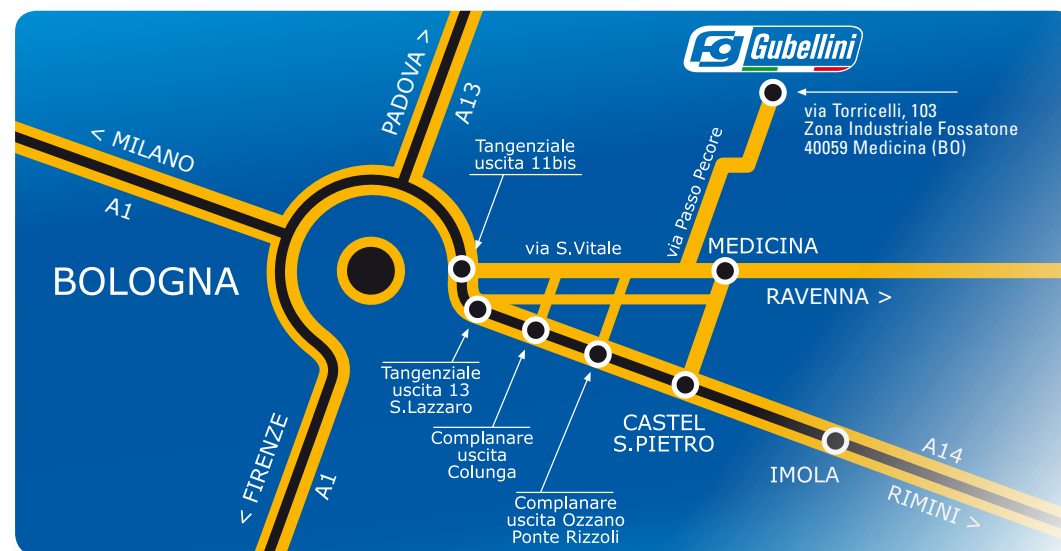 FG Gubellini
via Torricelli, 103
Zona Industriale Fossatone
40059 Medicina (BO)
PADOVA >
A13
< MILANO
A1
Tangenziale
uscita 11bis
via Passo Pecore
via S.Vitale
MEDICINA
BOLOGNA
RAVENNA >
Tangenziale
uscita 13
S.Lazzaro
CASTEL
S.PIETRO
Complanare
uscita
Colunga
A14
IMOLA
RIMINI >
< FIRENZE
A1
Complanare
uscita Ozzano
Ponte Rizzoli